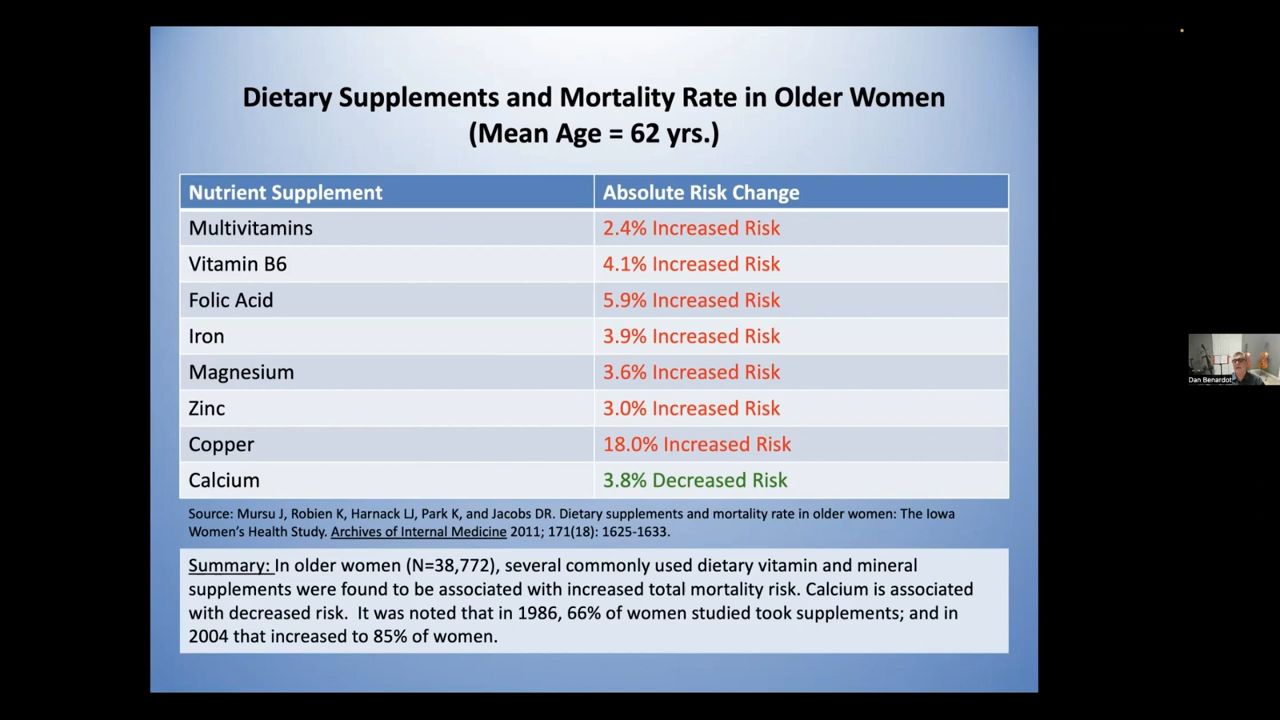 Dietary Supplements and Mortality Rate in Older Women
(Mean Age = 62 yrs.)
Nutrient Supplement Absolute Risk Change
Multivitamins 2.4% Increased Risk
Vitamin B6 4.1% Increased Risk
Folic Acid 5.9% Increased Risk
Iron 3.9% Increased Risk
Magnesium 3.6% Increased Risk
Zinc 3.0% Increased Risk
Copper 18.0% Increased Risk
Calcium 3.8% Decreased Risk
Source: Mursu J, Robien K, Harnack LJ, Park K, and Jacobs DR. Dietary supplements and mortality rate in older women: The Iowa
Women's Health Study. Archives of Internal Medicine 2011; 171(18): 1625-1633.
Summary: In older women (N=38,772), several commonly used dietary vitamin and mineral
supplements were found to be associated with increased total mortality risk. Calcium is associated
with decreased risk. It was noted that in 1986, 66% of women studied took supplements; and in
2004 that increased to 85% of women.
Dan Benardot